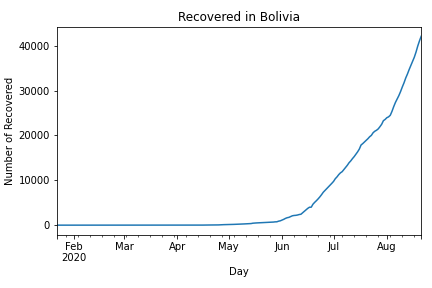 Recovered in Bolivia
Number of Recovered
40000
30000
20000
10000
0
Feb Mar Apr May Jun Jul Aug
2020
Day